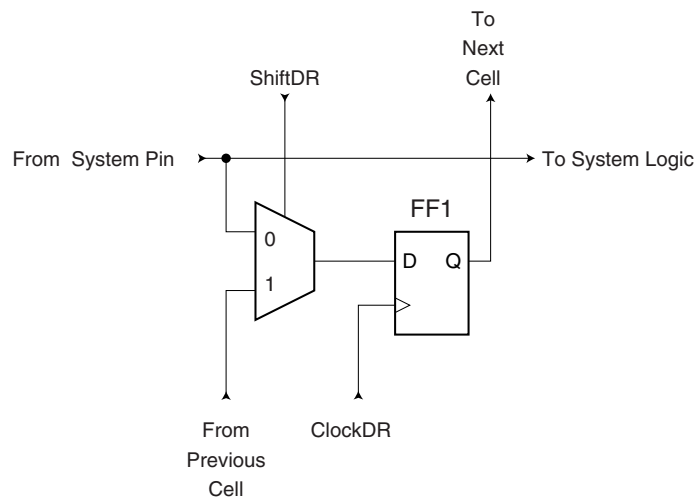 To
Next
Cell
ShiftDR
From System Pin
To System Logic
FF1
0
D Q
1
From
Previous
Cell
ClockDR